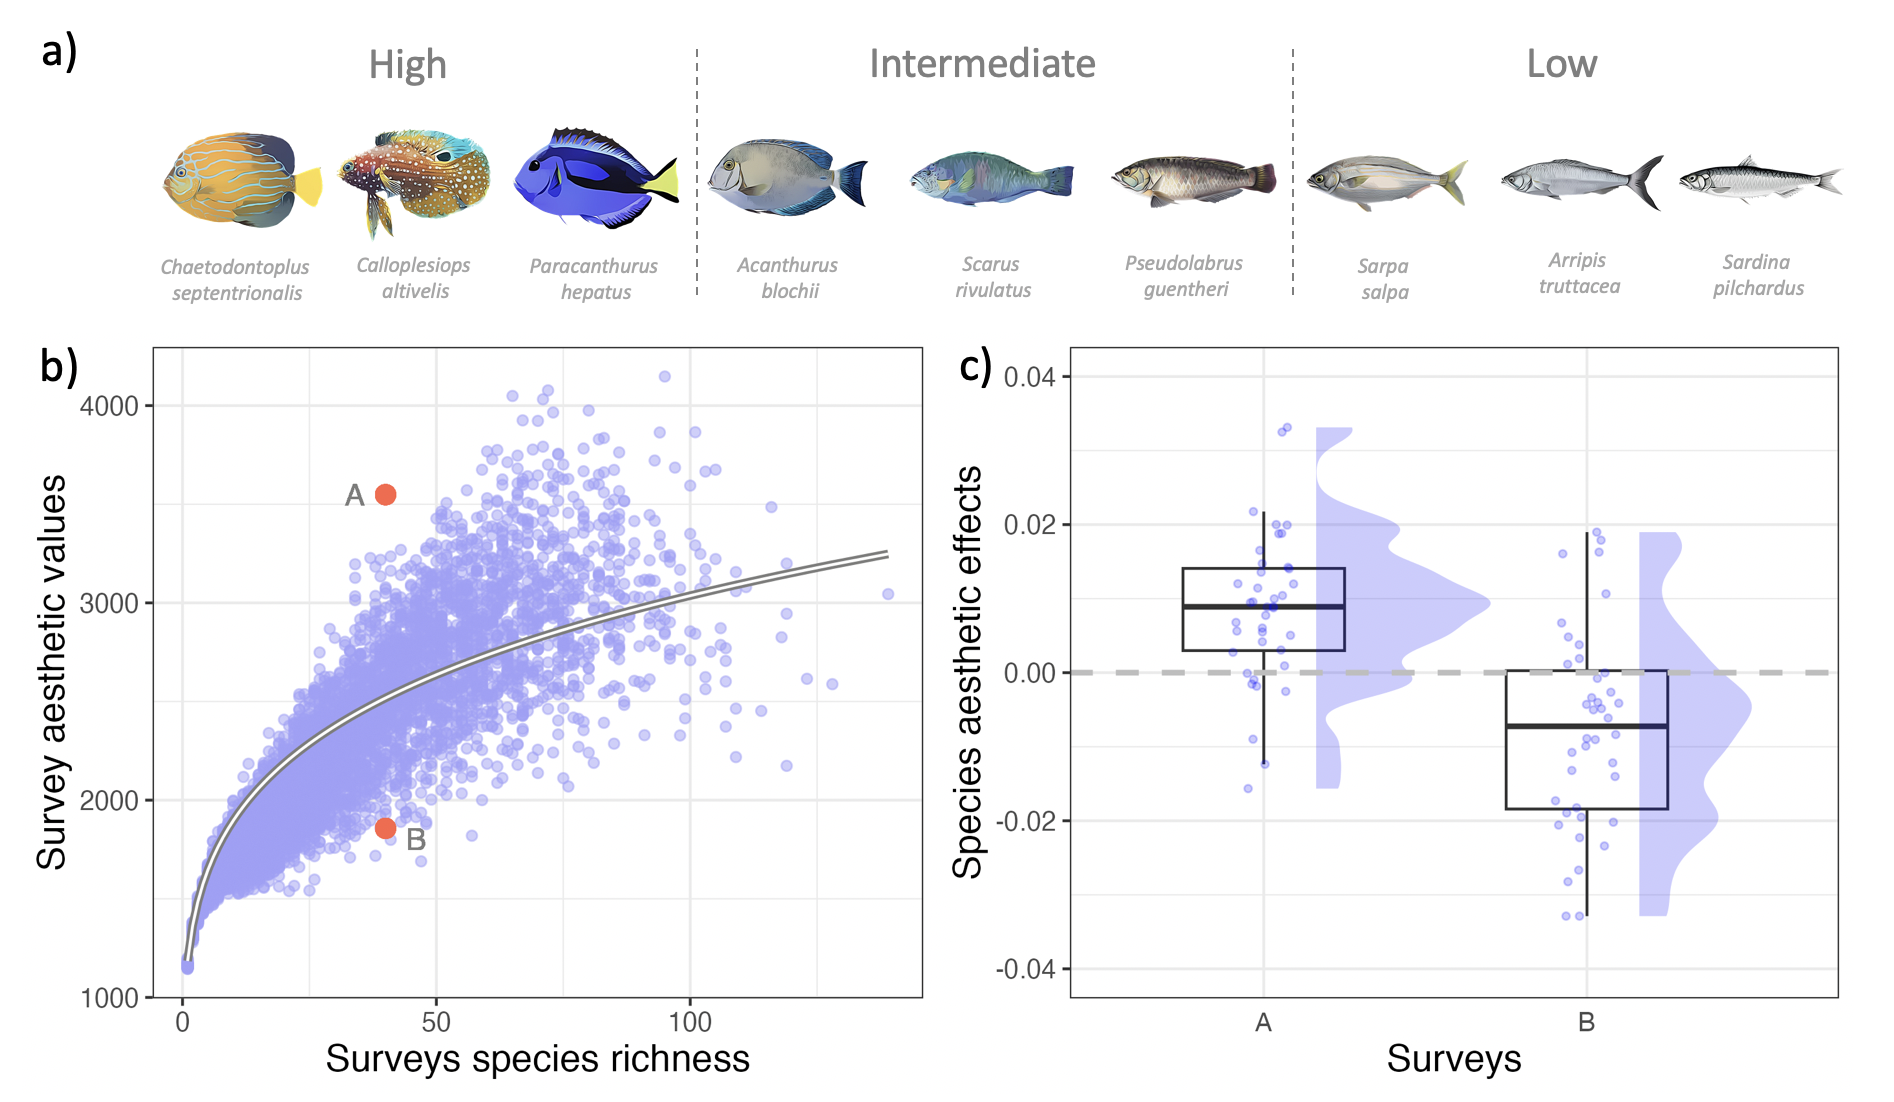 a)
High
Intermediate
Low
Chaetodontoplus
septentrionalis
Calloplesiops
altivelis
Paracanthurus
hepatus
Acanthurus
blochii
Scarus
rivulatus
Pseudolabrus
guentheri
Sarpa
salpa
Arripis
truttacea
Sardina
pilchardus
b)
Survey aesthetic values
4000
3000
2000
1000
A
B
0
50
100
Surveys species richness
c)
Species aesthetic effects
0.04
0.02
0.00
-0.02
-0.04
A
B
Surveys